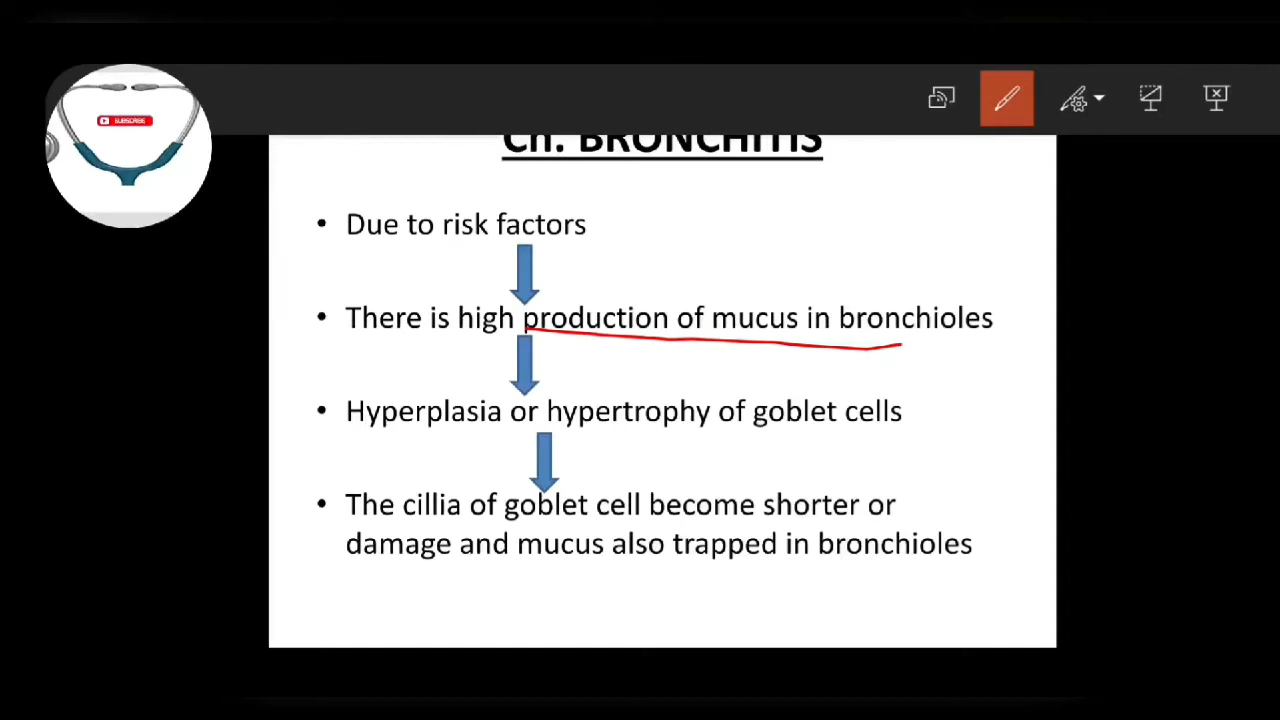 SUBSCRIBE
Ch. BRONCHITIS
• Due to risk factors
• There is high production of mucus in bronchioles
• Hyperplasia or hypertrophy of goblet cells
• The cillia of goblet cell become shorter or
damage and mucus also trapped in bronchioles